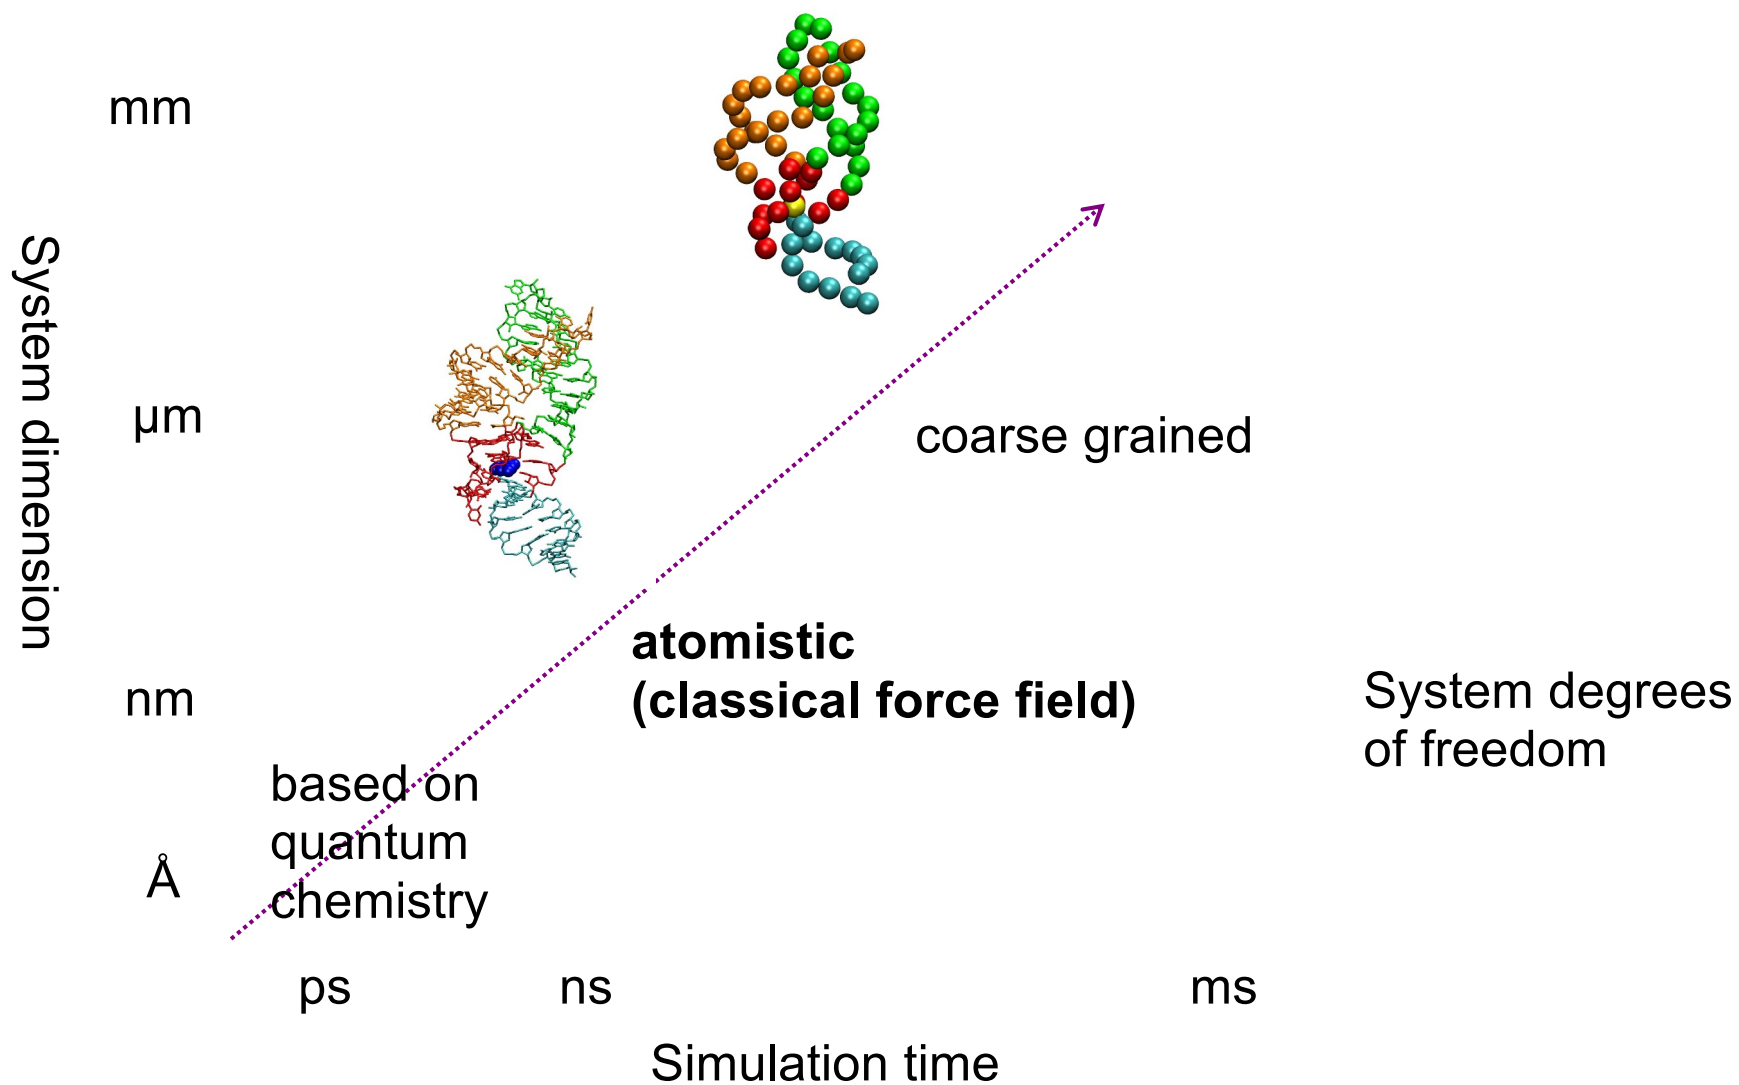 mm
System dimension
µm
coarse grained
atomistic
(classical force field)
nm
System degrees
of freedom
based on
quantum
chemistry
Å
ps
ns
ms
Simulation time